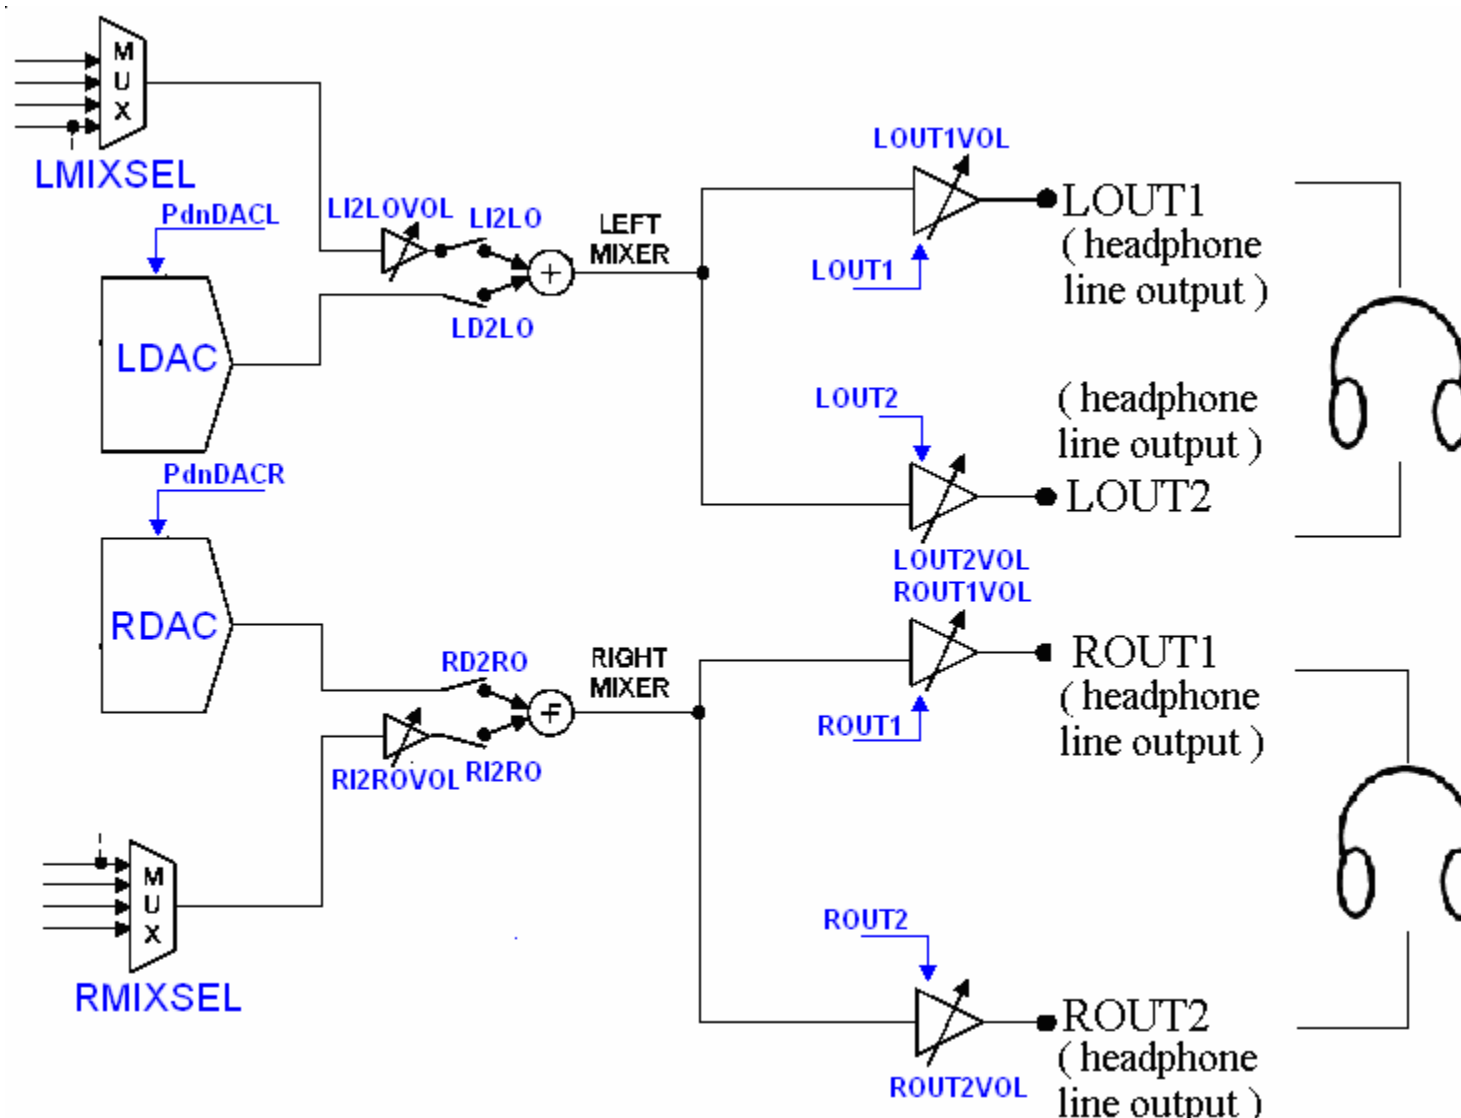 M
U
X
LMIXSEL
PdnDACL
LDAC
LI2LOVOL
LI2LO
LD2LO
LEFT
MIXER
LOUT1VOL
LOUT1
LOUT1
( headphone
line output )
LOUT2
( headphone
line output )
LOUT2
LOUT2VOL
PdnDACR
RDAC
RD2RO
RI2ROVOL
RI2RO
RIGHT
MIXER
ROUT1VOL
ROUT1
ROUT1
( headphone
line output )
M
U
X
RMIXSEL
ROUT2
ROUT2
( headphone
line output )
ROUT2VOL